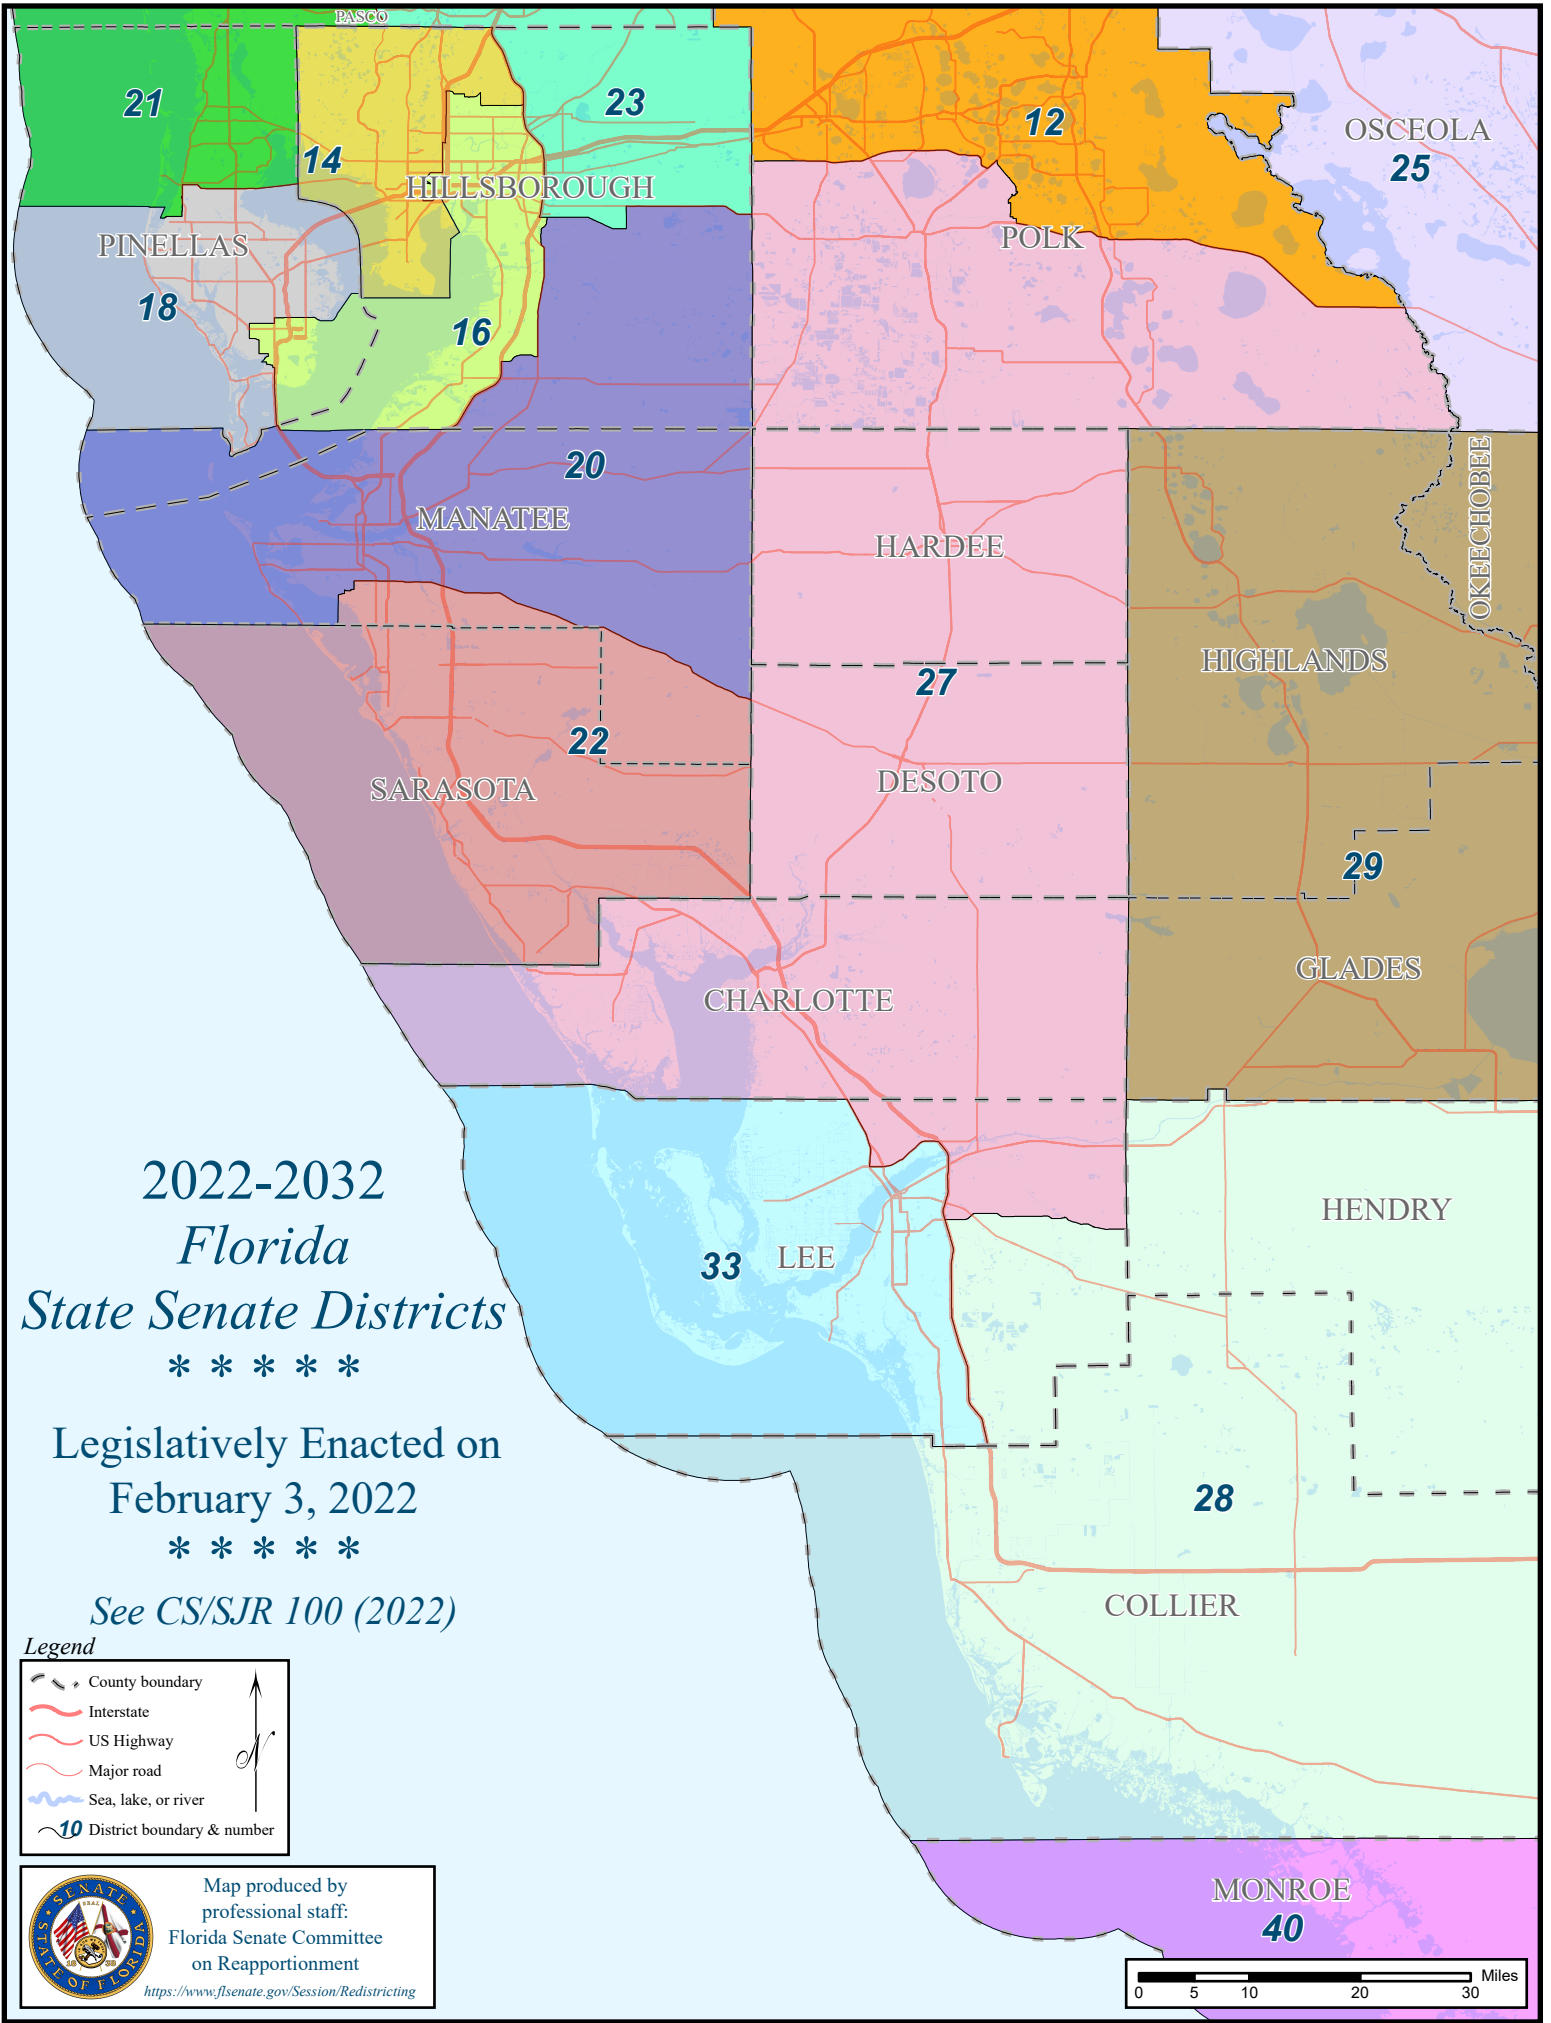 PASCO
21
23
12
OSCEOLA
25
14
HILLSBOROUGH
PINELLAS
POLK
18
16
20
MANATEE
HARDEE
OKEECHOBEE
HIGHLANDS
27
22
SARASOTA
DESOTO
29
GLADES
CHARLOTTE
2022-2032
Florida
State Senate Districts
* * * * *
Legislatively Enacted on
February 3, 2022
* * * * *
See CS/SJR 100 (2022)
HENDRY
33
LEE
28
COLLIER
MONROE
40
Legend
County boundary
Interstate
US Highway
Major road
Sea, lake, or river
10 District boundary & number
N
SENATE
SEAL
18 38
STATE OF FLORIDA
Map produced by
professional staff:
Florida Senate Committee
on Reapportionment
https://www.flsenate.gov/Session/Redistricting
Miles
0 5 10 20 30